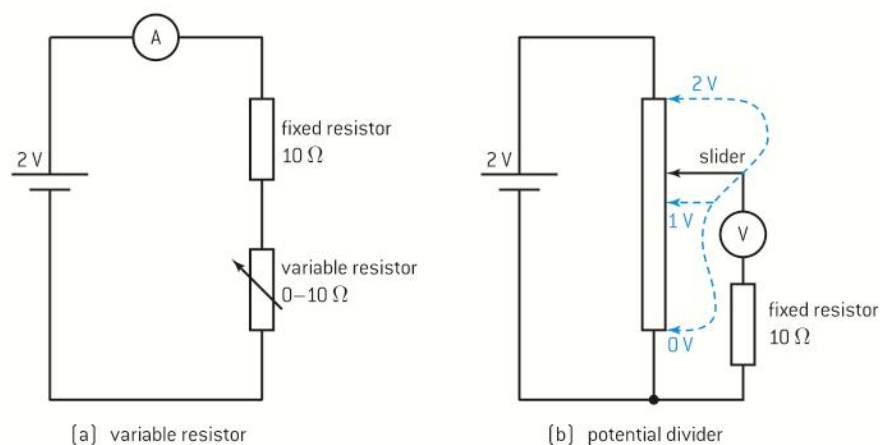 A
fixed resistor
10 Ω
2 V
variable resistor
0–10 Ω
(a) variable resistor
2 V
2 V
slider
1 V
V
fixed resistor
10 Ω
0 V
(b) potential divider